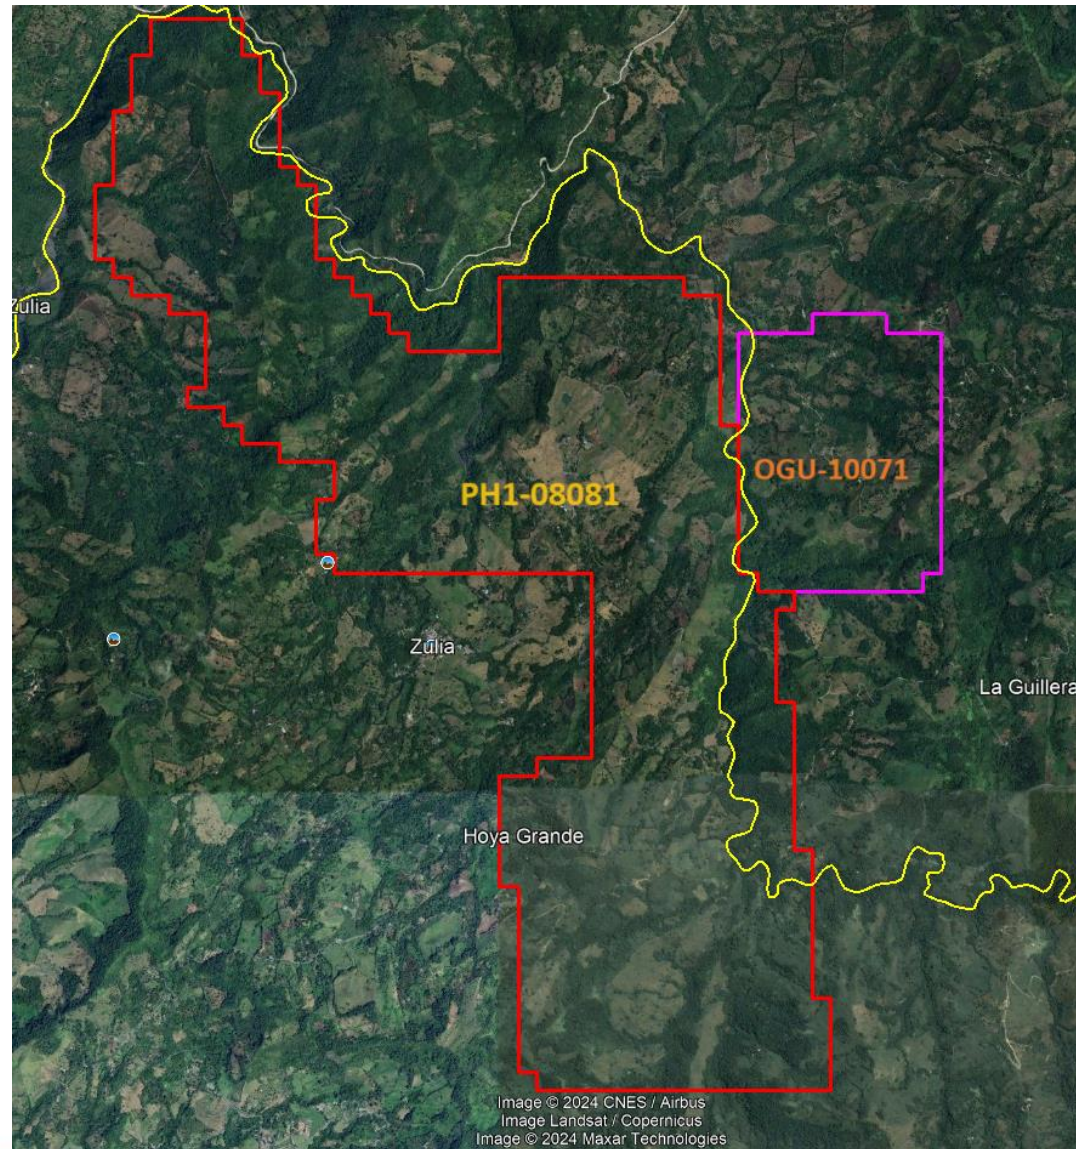 Zulia
OGU-10071
PH1-08081
Zulia
La Guillera
Hoya Grande
Image © 2024 CNES / Airbus
Image Landsat / Copernicus
Image © 2024 Maxar Technologies